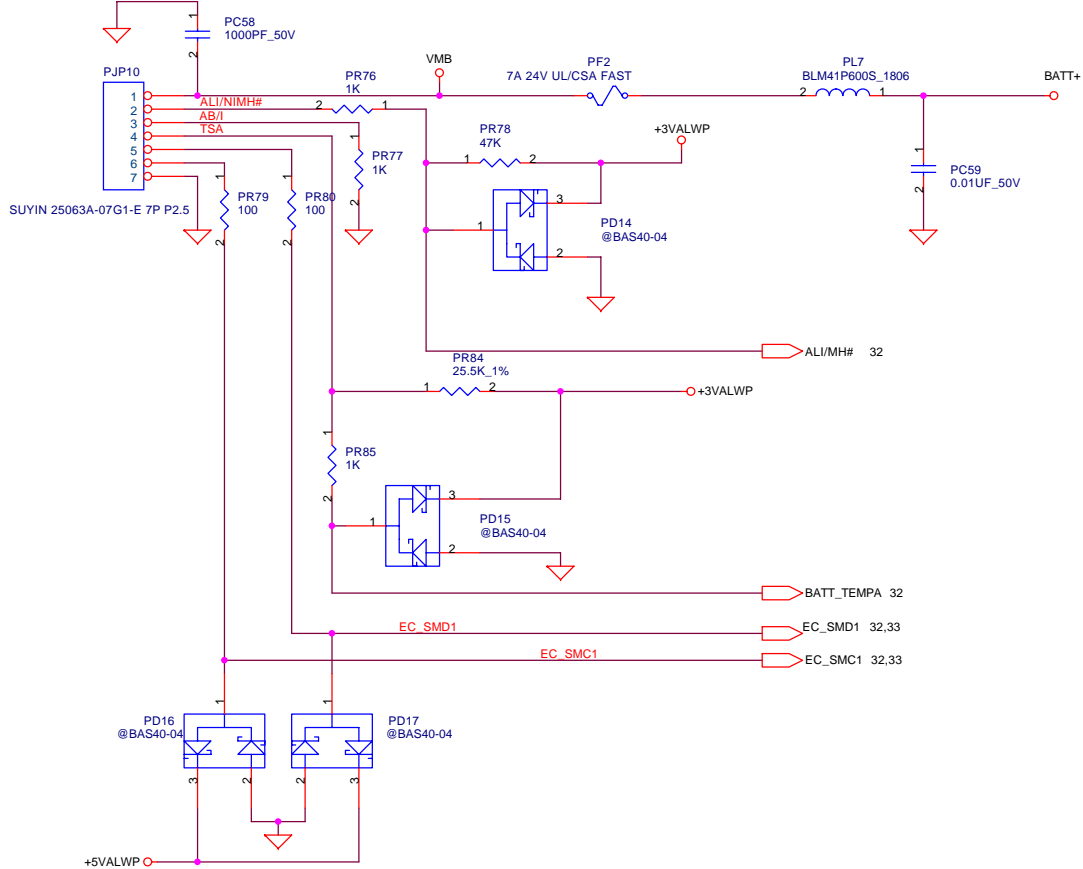 1
PC58
1000PF_50V
2
PJP10
VMB
PF2
7A 24V UL/CSA FAST
PL7
BLM41P600S_1806
BATT+
PR76
1K
1
2
3
4
5
6
7
ALI/NIMH#
AB/I
TSA
2
1
2
1
+3VALWP
PR78
47K
1
2
1
PR77
1K
2
1
PC59
0.01UF_50V
2
SUYIN 25063A-07G1-E 7P P2.5
1
PR79
100
2
1
PR80
100
2
3
1
2
PD14
@BAS40-04
ALI/MH# 32
PR84
25.5K_1%
1
2
+3VALWP
1
PR85
1K
2
3
1
2
PD15
@BAS40-04
BATT_TEMPA 32
EC_SMD1
EC_SMD1 32,33
EC_SMC1
EC_SMC1 32,33
1
1
PD16
@BAS40-04
PD17
@BAS40-04
3
2
2
3
+5VALWP